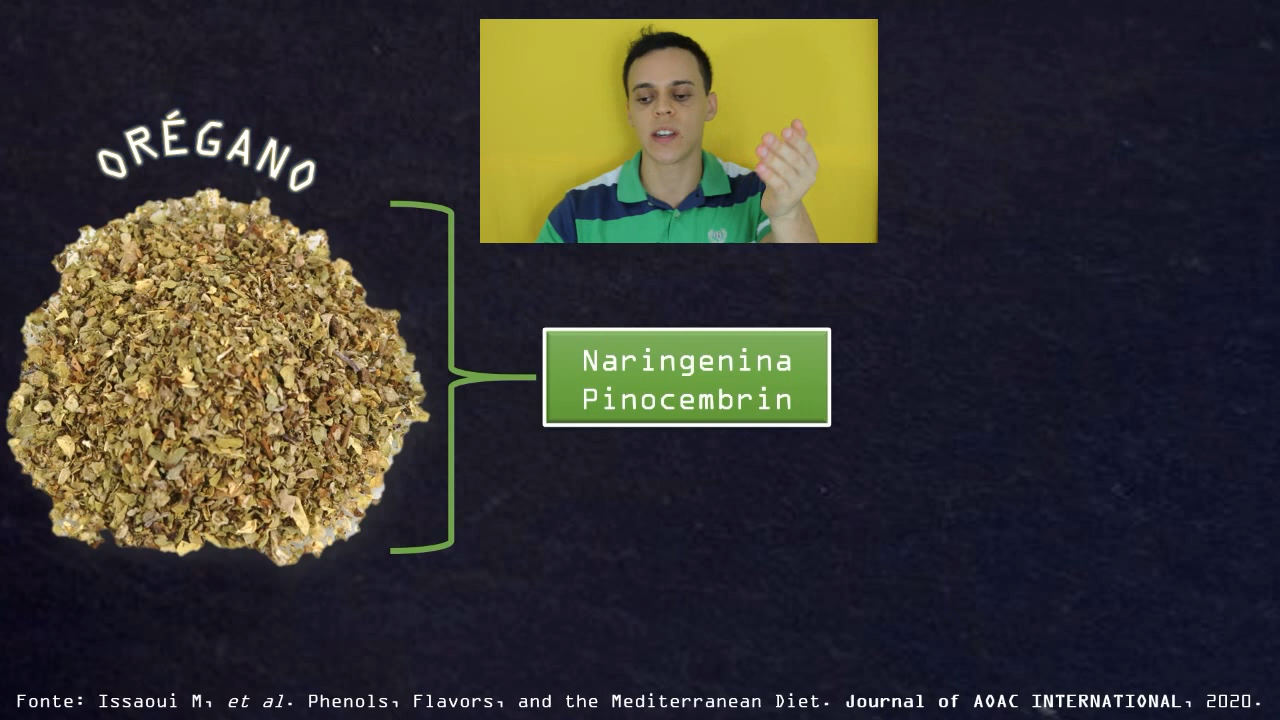 ORÉGANO
Naringenina
Pinocembrin
Fonte: Issaoui M, et al. Phenols, Flavors, and the Mediterranean Diet. Journal of AOAC INTERNATIONAL, 2020.